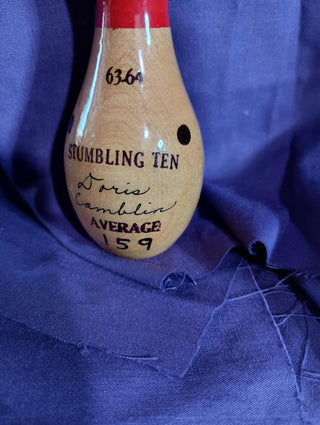 63.64
STUMBLING TEN
Doris
Camblin
AVERAGE
159